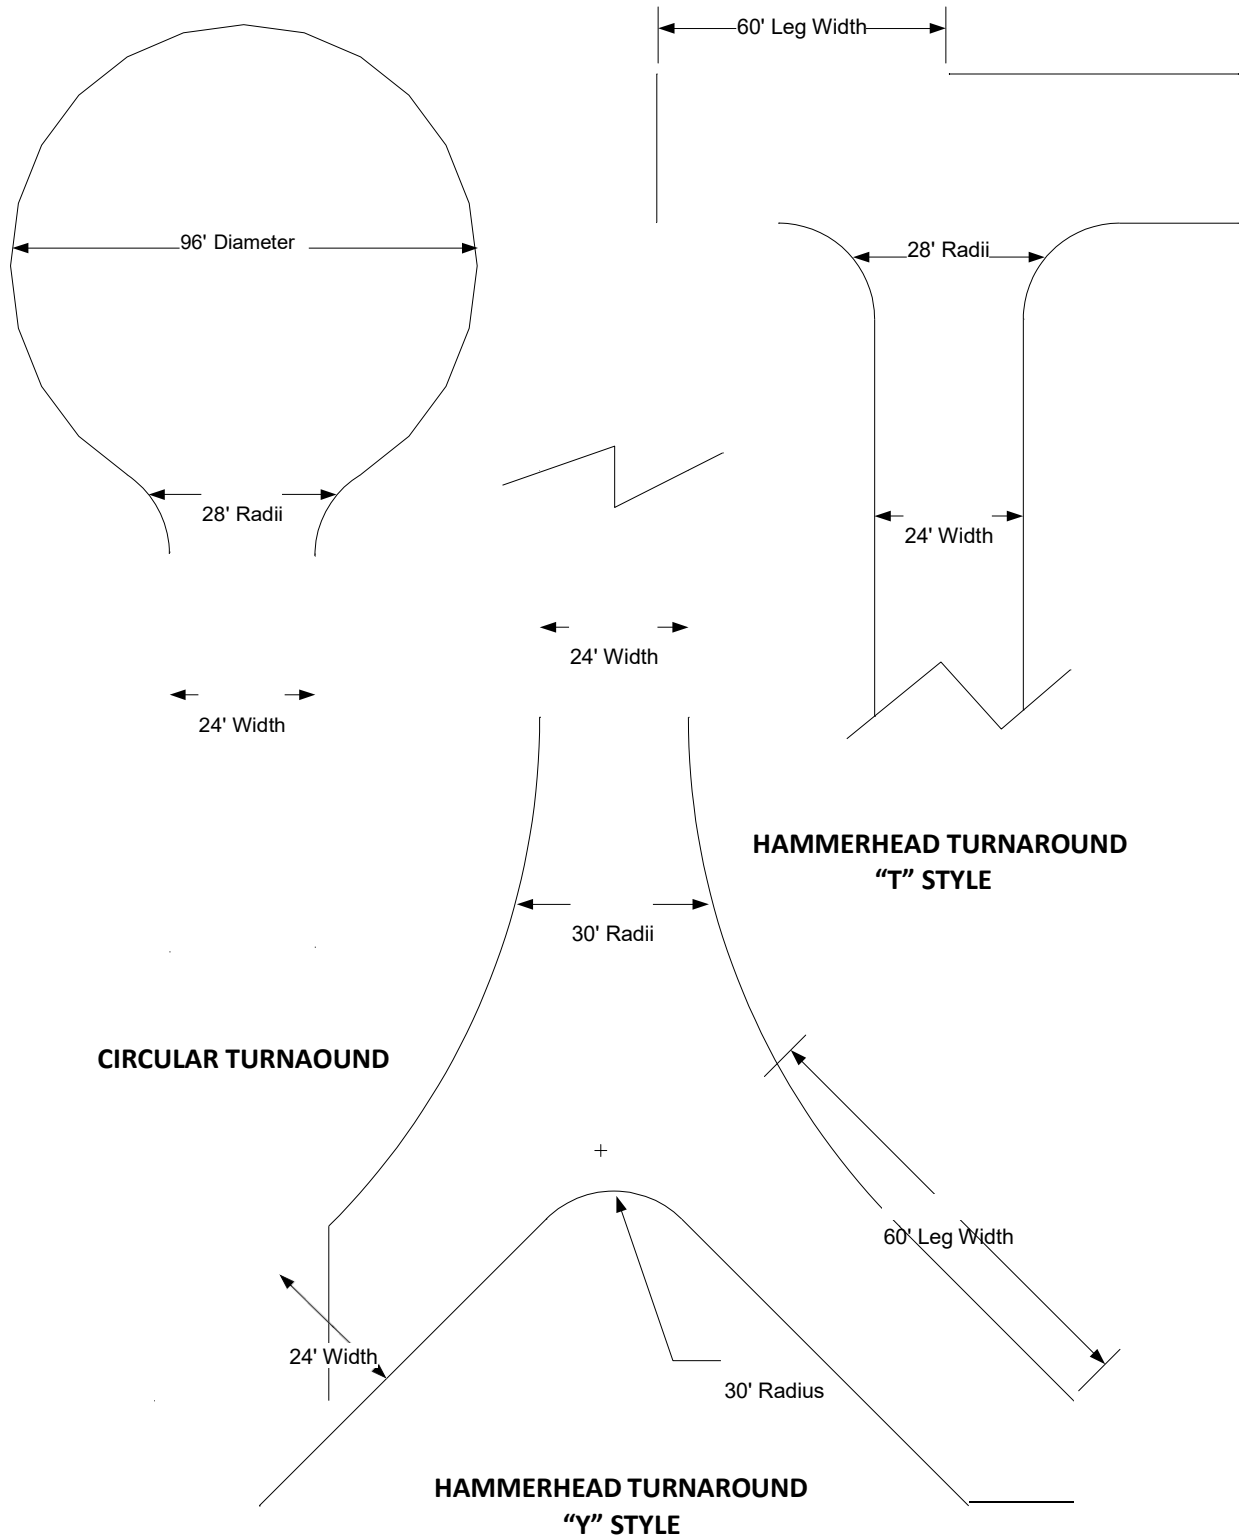 60' Leg Width
96' Diameter
28' Radii
28' Radii
24' Width
24' Width
24' Width
HAMMERHEAD TURNAROUND
“T” STYLE
30' Radii
CIRCULAR TURNAOUND
60' Leg Width
24' Width
30' Radius
HAMMERHEAD TURNAROUND
“Y” STYLE